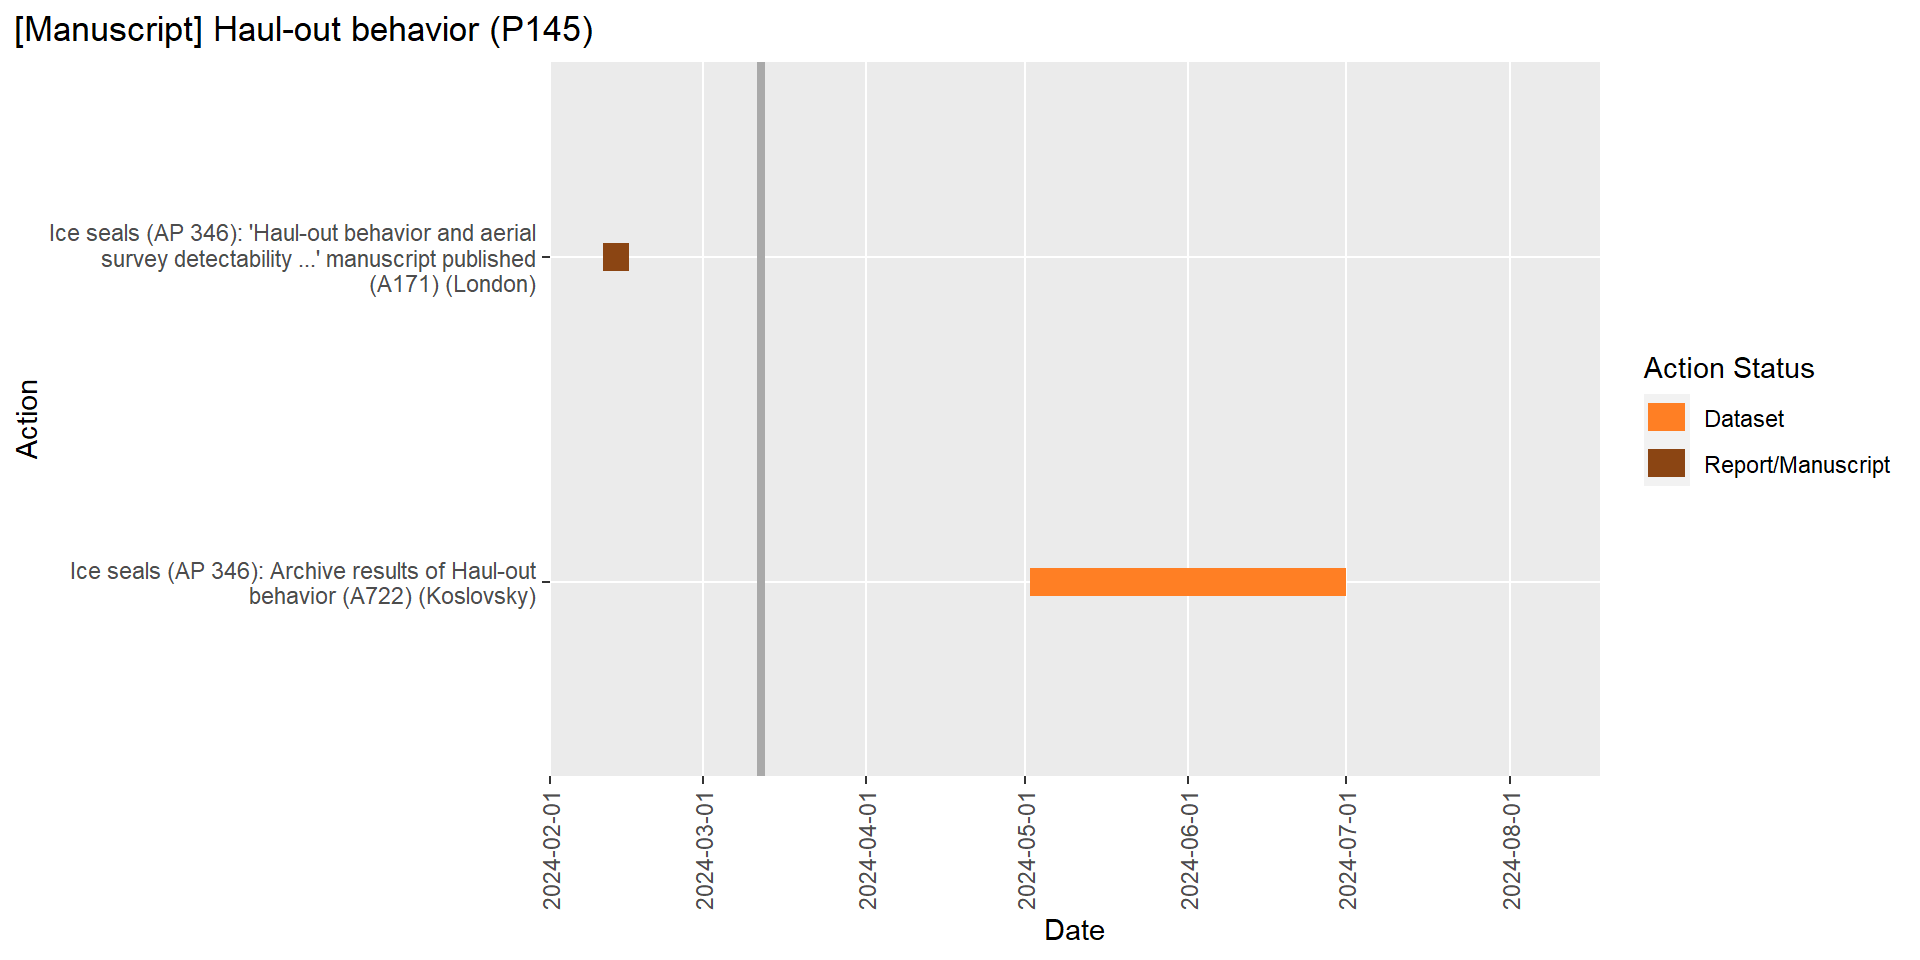 [Manuscript] Haul-out behavior (P145)
Ice seals (AP 346): 'Haul-out behavior and aerial
survey detectability ...' manuscript published
(A171) (London)
Ice seals (AP 346): Archive results of Haul-out
behavior (A722) (Koslovsky)
Action
2024-02-01
2024-03-01
2024-04-01
2024-05-01
2024-06-01
2024-07-01
2024-08-01
Date
Action Status
Dataset
Report/Manuscript